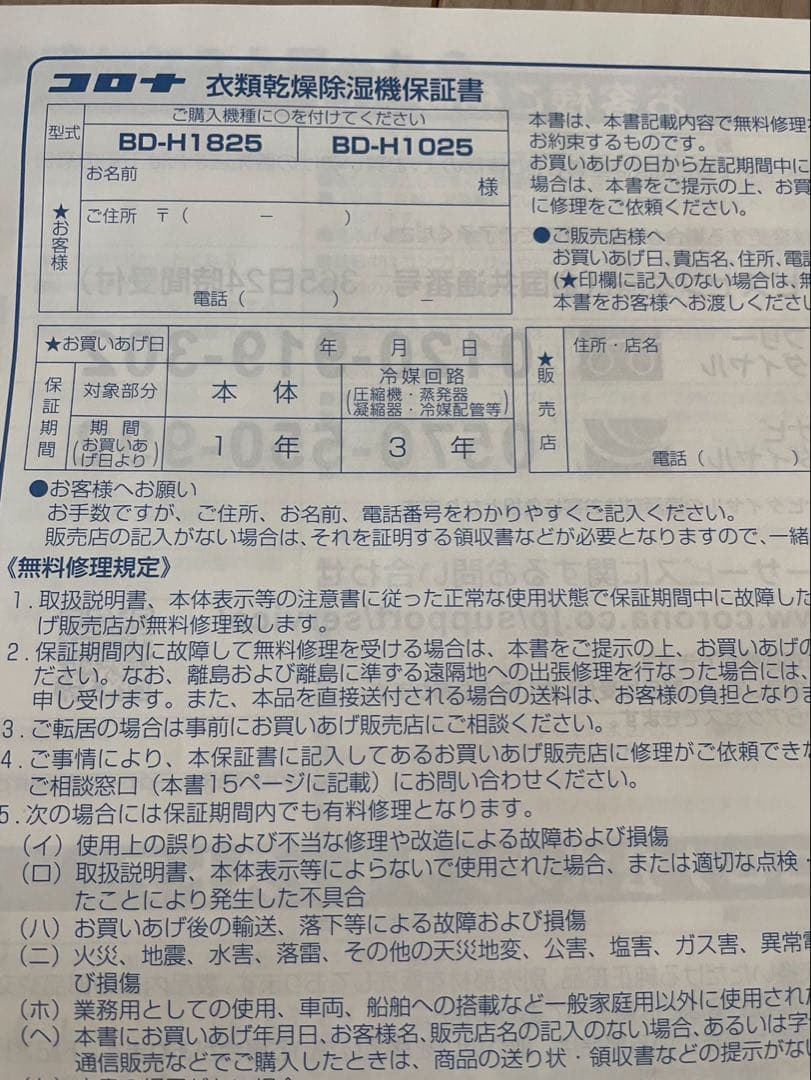 コロナ 衣類乾燥除湿機保証書
型式
ご購入機種に○を付けてください
BD-H1825 BD-H1025
★お客様
お名前
様
ご住所 〒( － )
電話( ) －
本書は、本書記載内容で無料修理
お約束するものです。
お買いあげの日から左記期間中に
場合は、本書をご提示の上、お買
に修理をご依頼ください。
●ご販売店様へ
お買いあげ日、貴店名、住所、電話
(★印欄に記入のない場合は、無
本書をお客様へお渡しくださ
★お買いあげ日 年 月 日
保証期間
対象部分 本 体 冷媒回路
(圧縮機・蒸発器
凝縮器・冷媒配管等)
期 間
(お買いあ
げ日より)
1 年 3 年
★販売店
住所・店名
電話( )
●お客様へお願い
お手数ですが、ご住所、お名前、電話番号をわかりやすくご記入ください。
販売店の記入がない場合は、それを証明する領収書などが必要となりますので、一緒
《無料修理規定》
1.取扱説明書、本体表示等の注意書に従った正常な使用状態で保証期間中に故障した
げ販売店が無料修理致します。
2.保証期間内に故障して無料修理を受ける場合は、本書をご提示の上、お買いあげの
ださい。なお、離島および離島に準ずる遠隔地への出張修理を行なった場合には、
申し受けます。また、本品を直接送付される場合の送料は、お客様の負担となりま
3.ご転居の場合は事前にお買いあげ販売店にご相談ください。
4.ご事情により、本保証書に記入してあるお買いあげ販売店に修理がご依頼できな
ご相談窓口(本書15ページに記載)にお問い合わせください。
5.次の場合には保証期間内でも有料修理となります。
(イ)使用上の誤りおよび不当な修理や改造による故障および損傷
(ロ)取扱説明書、本体表示等によらないで使用された場合、または適切な点検・
たことにより発生した不具合
(ハ)お買いあげ後の輸送、落下等による故障および損傷
(ニ)火災、地震、水害、落雷、その他の天災地変、公害、塩害、ガス害、異常電
び損傷
(ホ)業務用としての使用、車両、船舶への搭載など一般家庭用以外に使用された
(ヘ)本書にお買いあげ年月日、お客様名、販売店名の記入のない場合、あるいは字
通信販売などでご購入したときは、商品の送り状・領収書などの提示がない